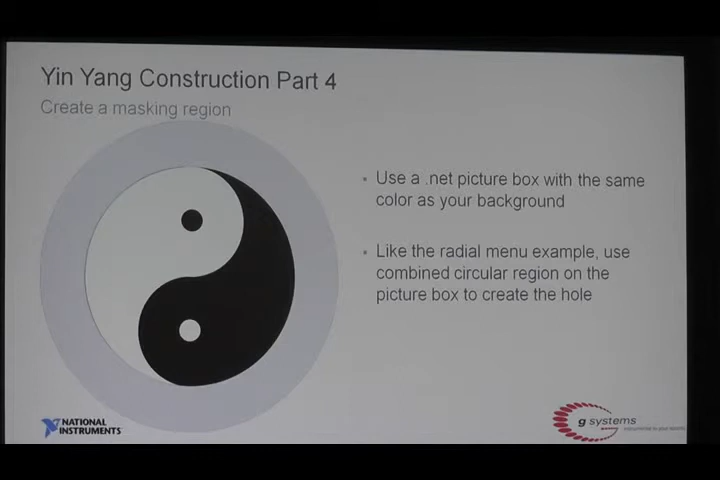 Yin Yang Construction Part 4
Create a masking region
• Use a .net picture box with the same
color as your background
• Like the radial menu example, use
combined circular region on the
picture box to create the hole
NATIONAL
INSTRUMENTS
g systems